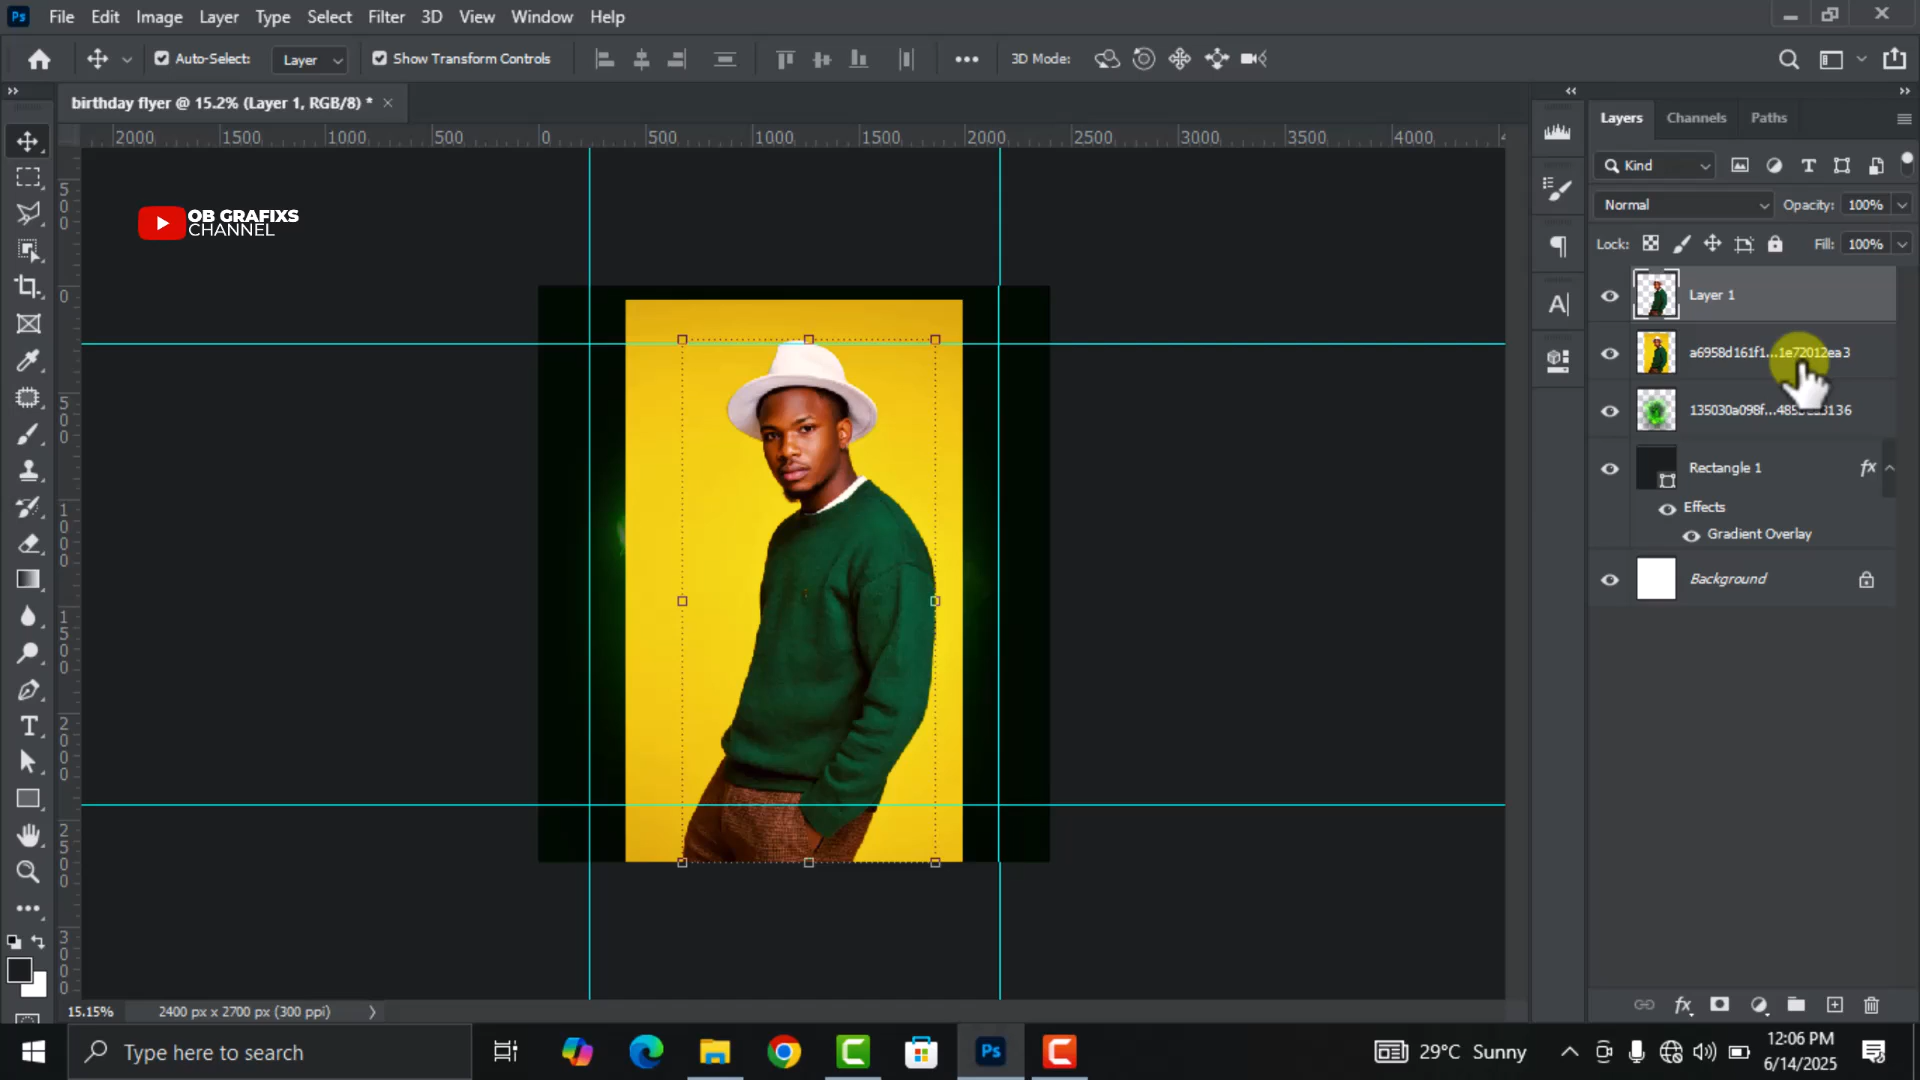 Ps File Edit Image Layer Type Select Filter 3D View Window Help
Auto-Select: Layer Show Transform Controls 3D Mode:
birthday flyer @ 15.2% (Layer 1, RGB/8) *
2000 1500 1000 500 0 500 1000 1500 2000 2500 3000 3500 4000
OB GRAFIXS
CHANNEL
Layers Channels Paths
Kind
Normal Opacity: 100%
Lock: Fill: 100%
Layer 1
a6958d161f1...1e72012ea3
Rectangle 1 fx
Effects
Gradient Overlay
Background
15.15% 2400 px x 2700 px (300 ppi)
Type here to search
Ps
29°C Sunny
12:06 PM
6/14/2025